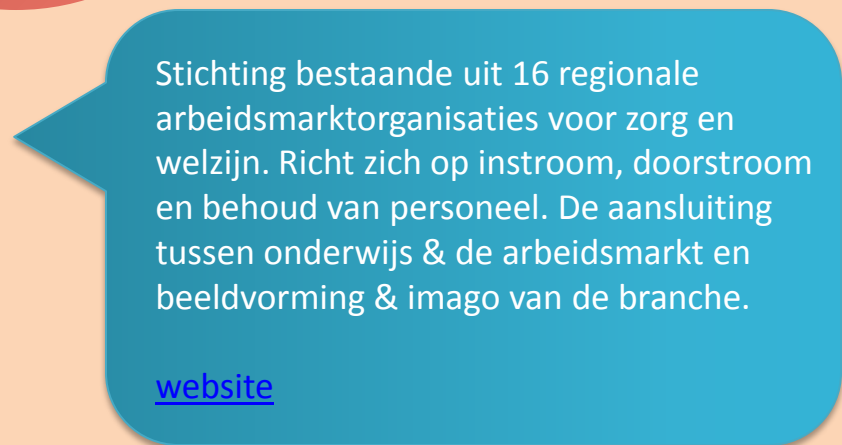 Stichting bestaande uit 16 regionale
arbeidsmarktorganisaties voor zorg en
welzijn. Richt zich op instroom, doorstroom
en behoud van personeel. De aansluiting
tussen onderwijs & de arbeidsmarkt en
beeldvorming & imago van de branche.
website